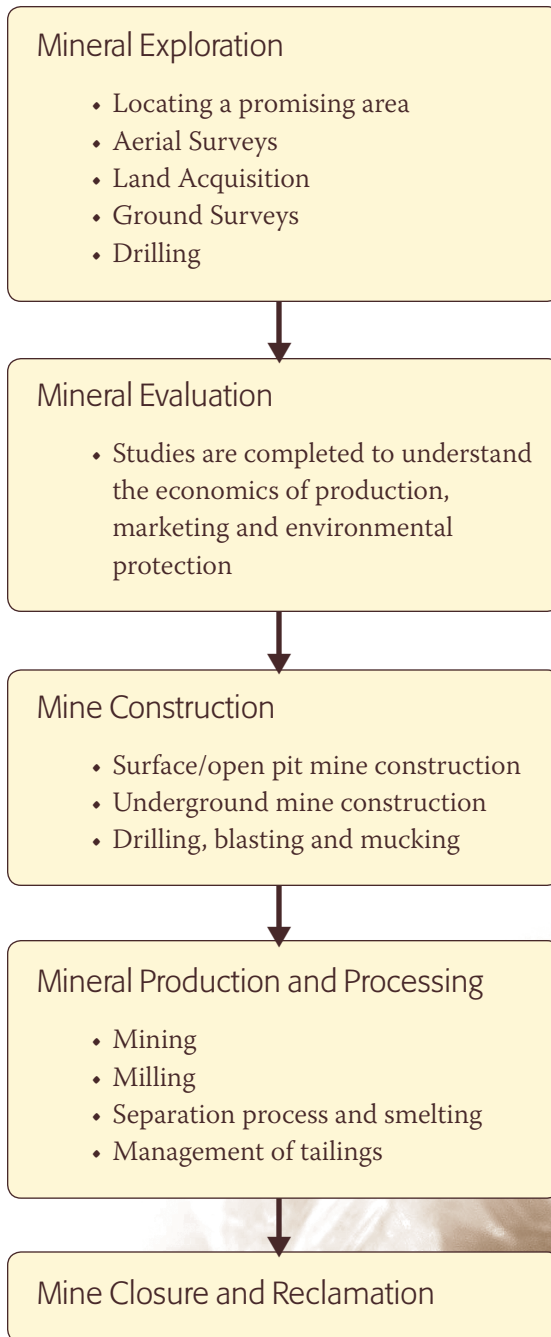 Mineral Exploration
• Locating a promising area
• Aerial Surveys
• Land Acquisition
• Ground Surveys
• Drilling
Mineral Evaluation
• Studies are completed to understand
the economics of production,
marketing and environmental
protection
Mine Construction
• Surface/open pit mine construction
• Underground mine construction
• Drilling, blasting and mucking
Mineral Production and Processing
• Mining
• Milling
• Separation process and smelting
• Management of tailings
Mine Closure and Reclamation